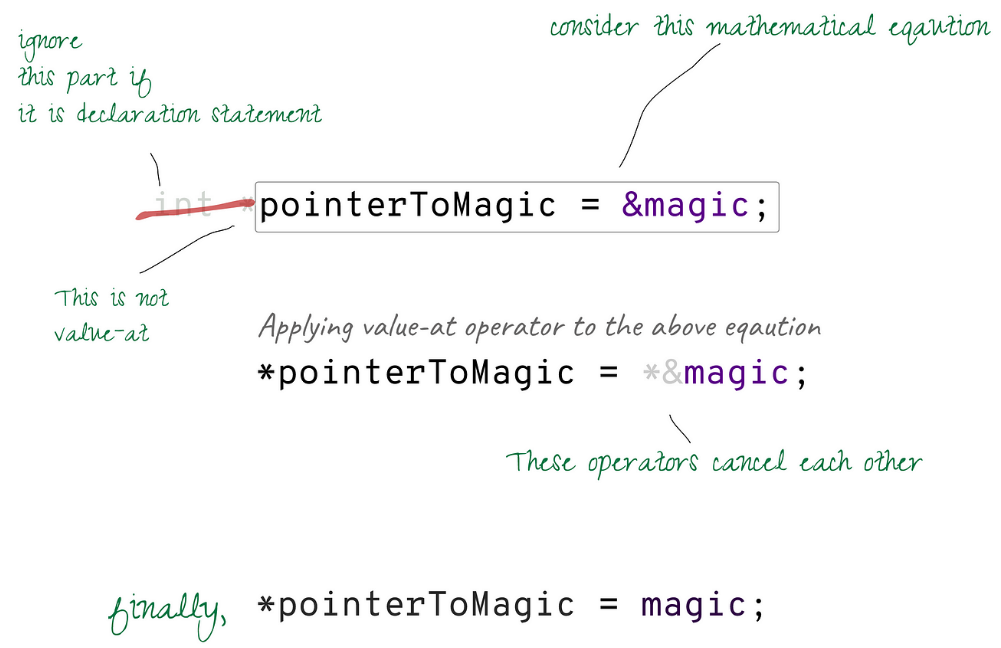 consider this mathematical eqaution
ignore
this part if
it is declaration statement
int *pointerToMagic = &magic;
This is not
value-at
Applying value-at operator to the above eqaution
*pointerToMagic = *&magic;
These operators cancel each other
finally, *pointerToMagic = magic;